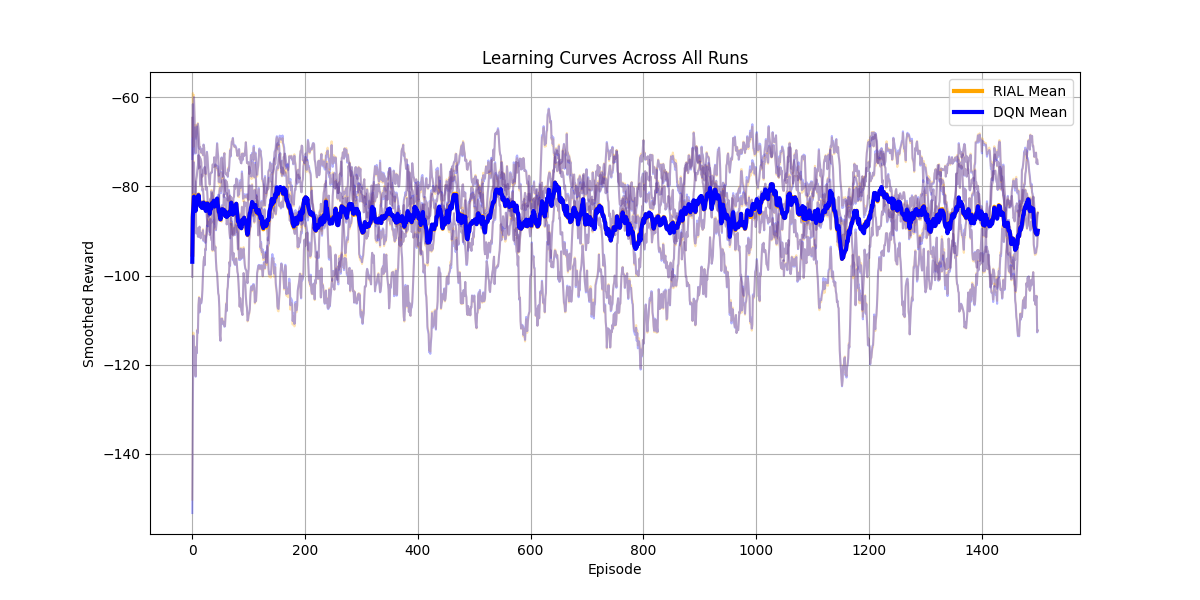 Learning Curves Across All Runs
RIAL Mean
DQN Mean
Smoothed Reward
−60
−80
−100
−120
−140
0 200 400 600 800 1000 1200 1400
Episode